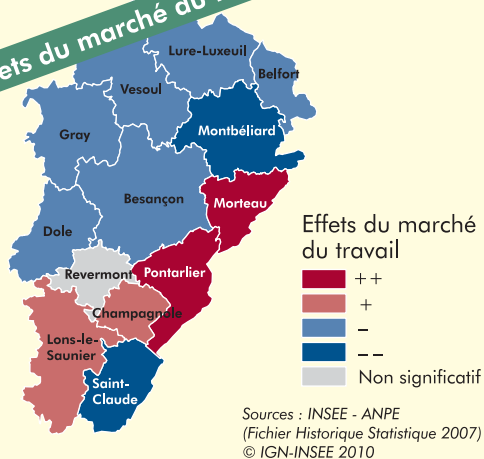 ets du marché du
Lure-Luxeuil
Belfort
Vesoul
Montbéliard
Gray
Besançon
Morteau
Dole
Revermont
Pontarlier
Champagnole
Lons-le-
Saunier
Saint-
Claude
Effets du marché
du travail
++
+
–
– –
Non significatif
Sources : INSEE - ANPE
(Fichier Historique Statistique 2007)
© IGN-INSEE 2010